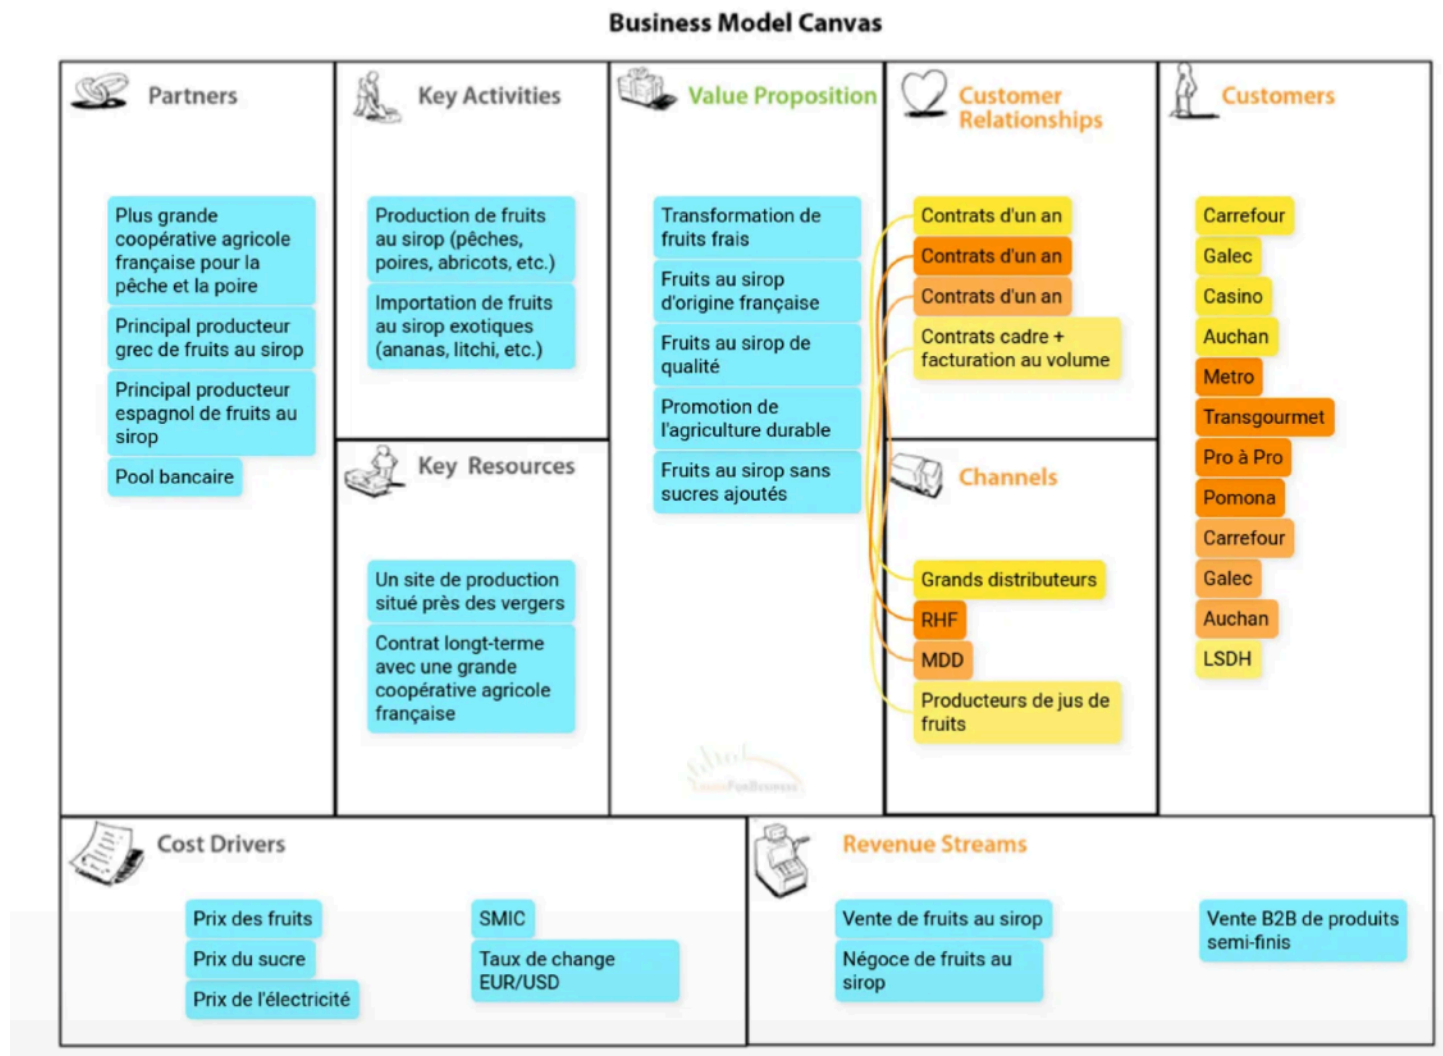 Business Model Canvas
Partners
Plus grande
coopérative agricole
française pour la
pêche et la poire
Principal producteur
grec de fruits au sirop
Principal producteur
espagnol de fruits au
sirop
Pool bancaire
Key Activities
Production de fruits
au sirop (pêches,
poires, abricots, etc.)
Importation de fruits
au sirop exotiques
(ananas, litchi, etc.)
Key Resources
Un site de production
situé près des vergers
Contrat longt-terme
avec une grande
coopérative agricole
française
Value Proposition
Transformation de
fruits frais
Fruits au sirop
d'origine française
Fruits au sirop de
qualité
Promotion de
l'agriculture durable
Fruits au sirop sans
sucres ajoutés
Customer
Relationships
Contrats d'un an
Contrats d'un an
Contrats d'un an
Contrats cadre +
facturation au volume
Channels
Grands distributeurs
RHF
MDD
Producteurs de jus de
fruits
Customers
Carrefour
Galec
Casino
Auchan
Metro
Transgourmet
Pro à Pro
Pomona
Carrefour
Galec
Auchan
LSDH
Cost Drivers
Prix des fruits
Prix du sucre
Prix de l'électricité
SMIC
Taux de change
EUR/USD
Revenue Streams
Vente de fruits au sirop
Négoce de fruits au
sirop
Vente B2B de produits
semi-finis